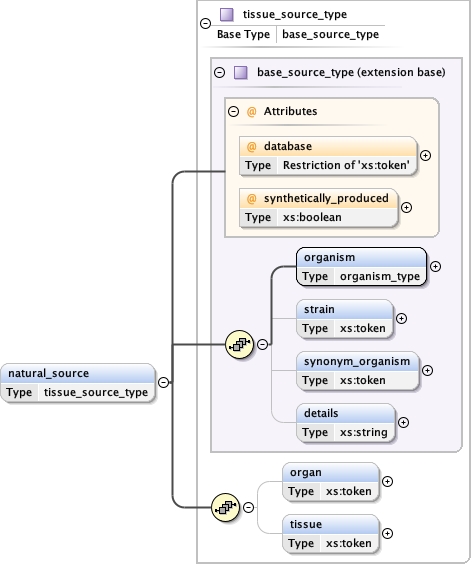 tissue_source_type
Base Type base_source_type
base_source_type (extension base)
@ Attributes
@ database
Type Restriction of 'xs:token'
@ synthetically_produced
Type xs:boolean
organism
Type organism_type
strain
Type xs:token
synonym_organism
Type xs:token
details
Type xs:string
natural_source
Type tissue_source_type
organ
Type xs:token
tissue
Type xs:token